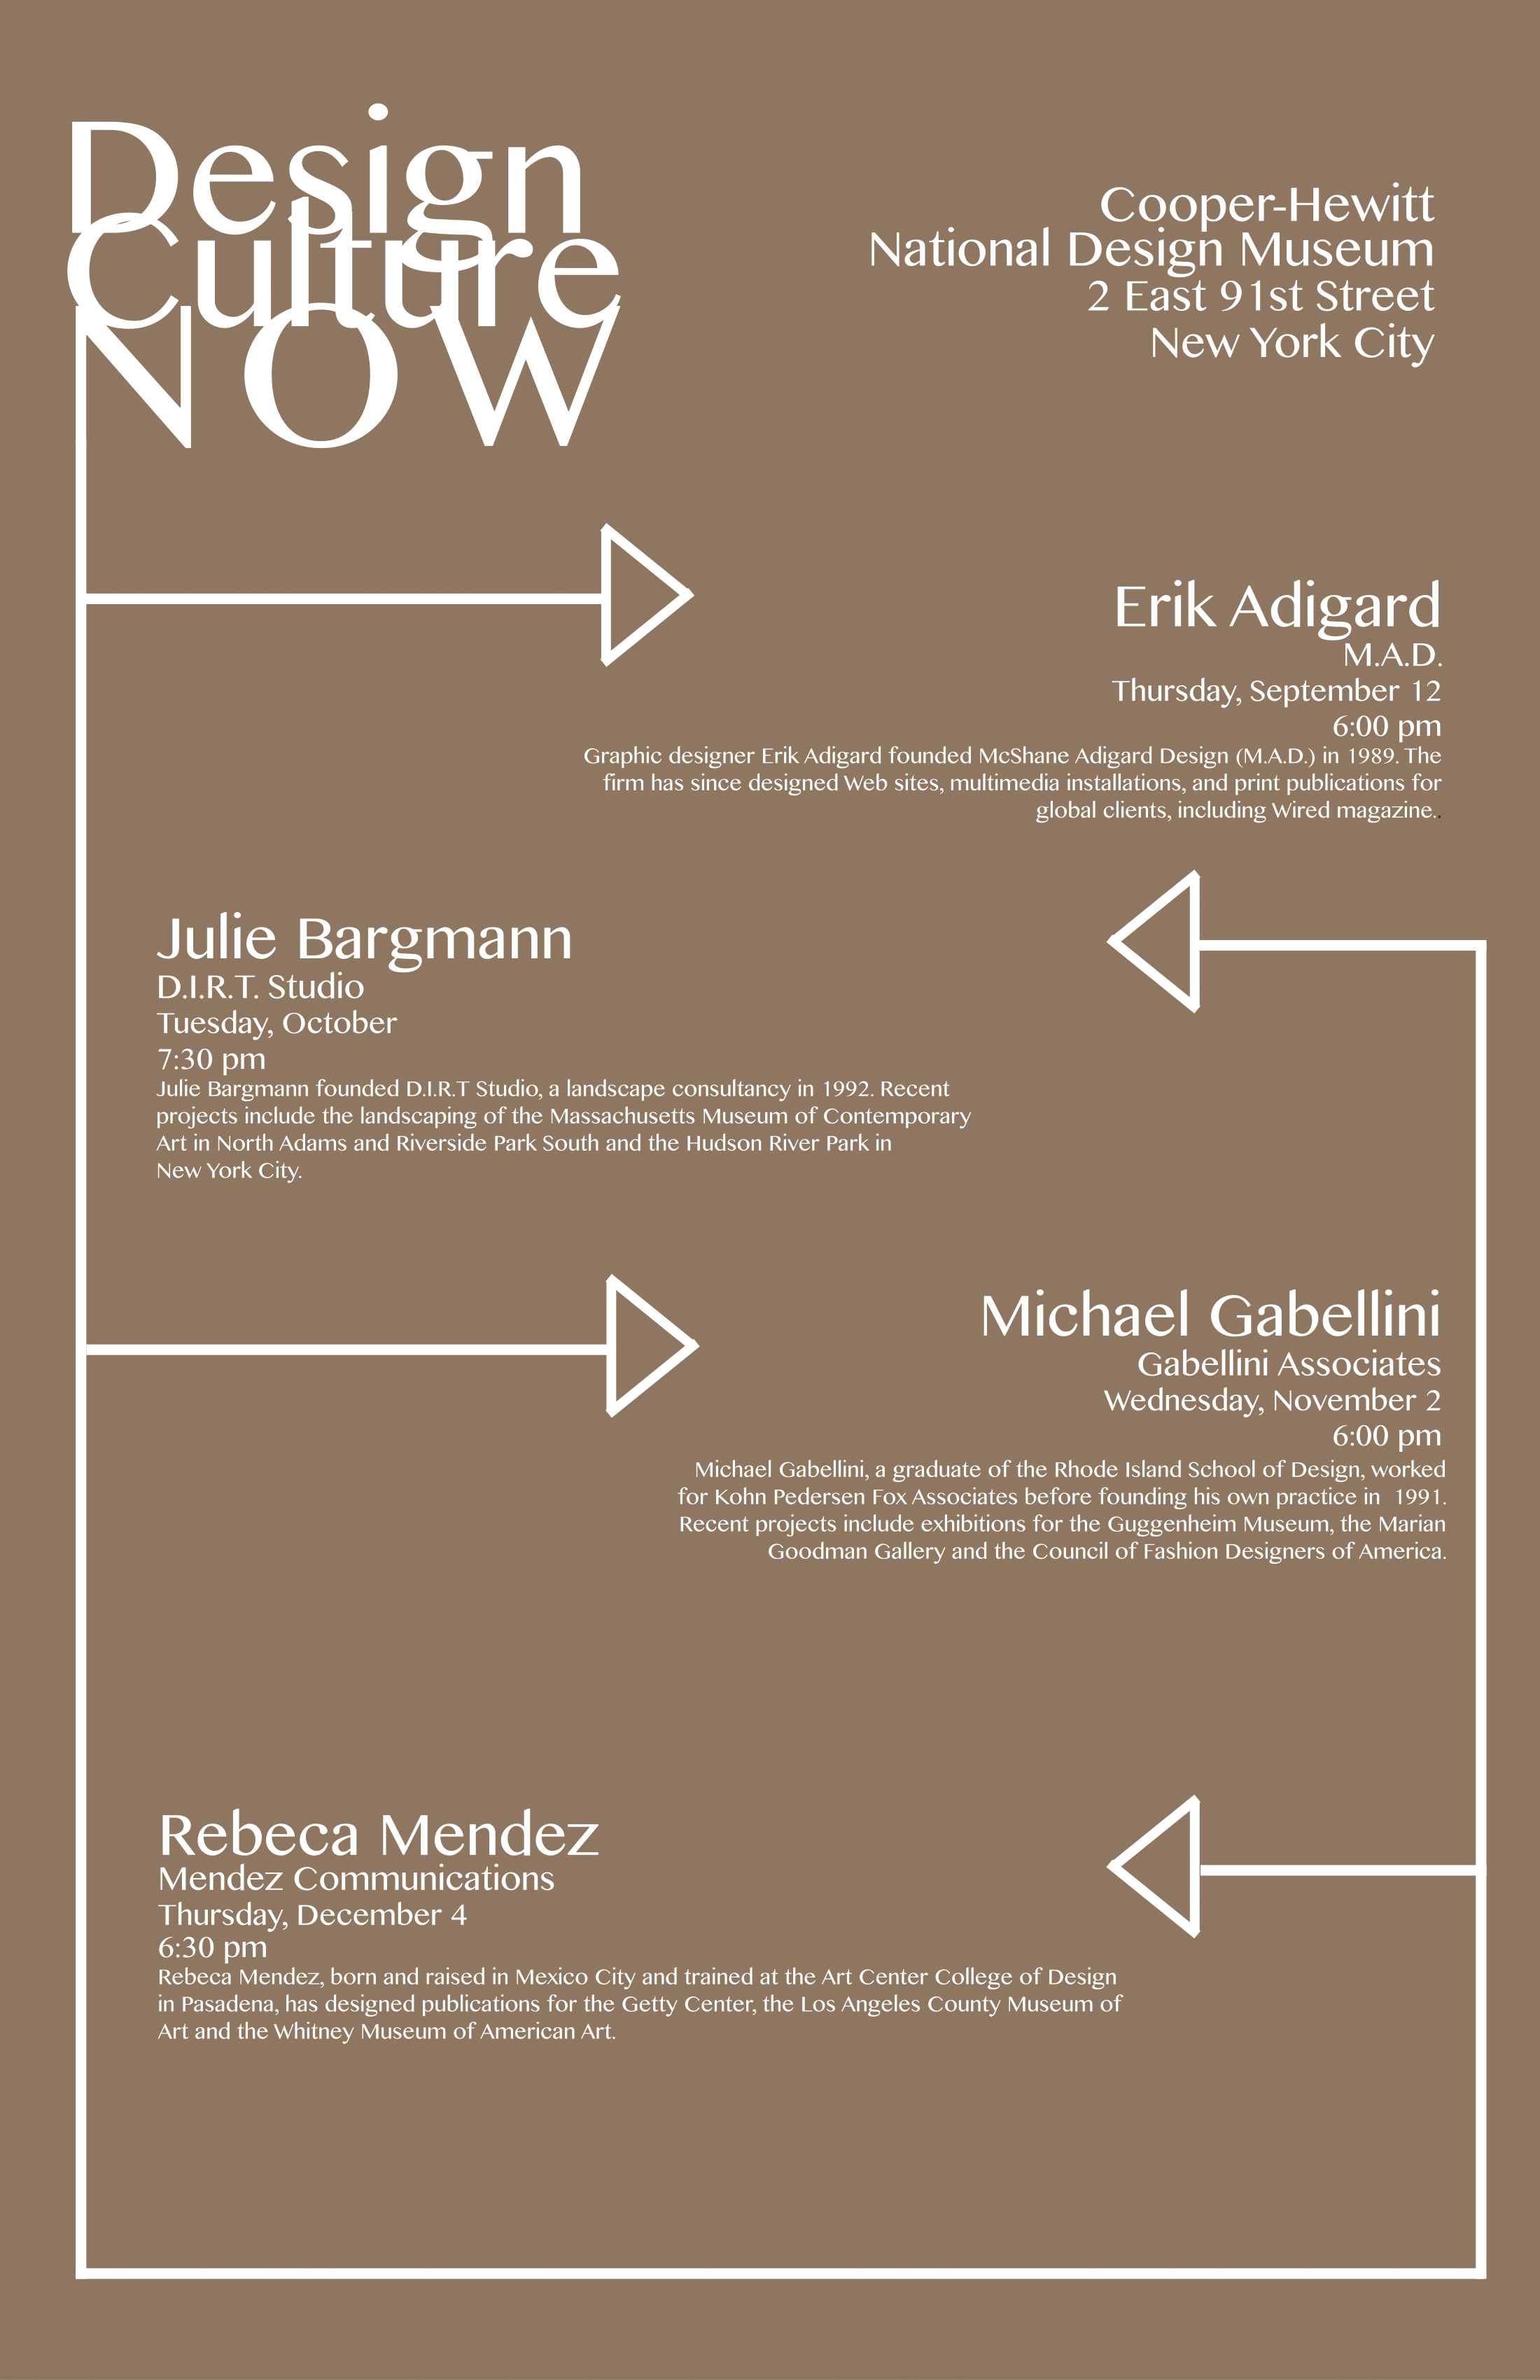 Design
Culture
NOW
Cooper-Hewitt
National Design Museum
2 East 91st Street
New York City
Erik Adigard
M.A.D.
Thursday, September 12
6:00 pm
Graphic designer Erik Adigard founded McShane Adigard Design (M.A.D.) in 1989. The
firm has since designed Web sites, multimedia installations, and print publications for
global clients, including Wired magazine..
Julie Bargmann
D.I.R.T. Studio
Tuesday, October
7:30 pm
Julie Bargmann founded D.I.R.T Studio, a landscape consultancy in 1992. Recent
projects include the landscaping of the Massachusetts Museum of Contemporary
Art in North Adams and Riverside Park South and the Hudson River Park in
New York City.
Michael Gabellini
Gabellini Associates
Wednesday, November 2
6:00 pm
Michael Gabellini, a graduate of the Rhode Island School of Design, worked
for Kohn Pedersen Fox Associates before founding his own practice in  1991.
Recent projects include exhibitions for the Guggenheim Museum, the Marian
Goodman Gallery and the Council of Fashion Designers of America.
Rebeca Mendez
Mendez Communications
Thursday, December 4
6:30 pm
Rebeca Mendez, born and raised in Mexico City and trained at the Art Center College of Design
in Pasadena, has designed publications for the Getty Center, the Los Angeles County Museum of
Art and the Whitney Museum of American Art.